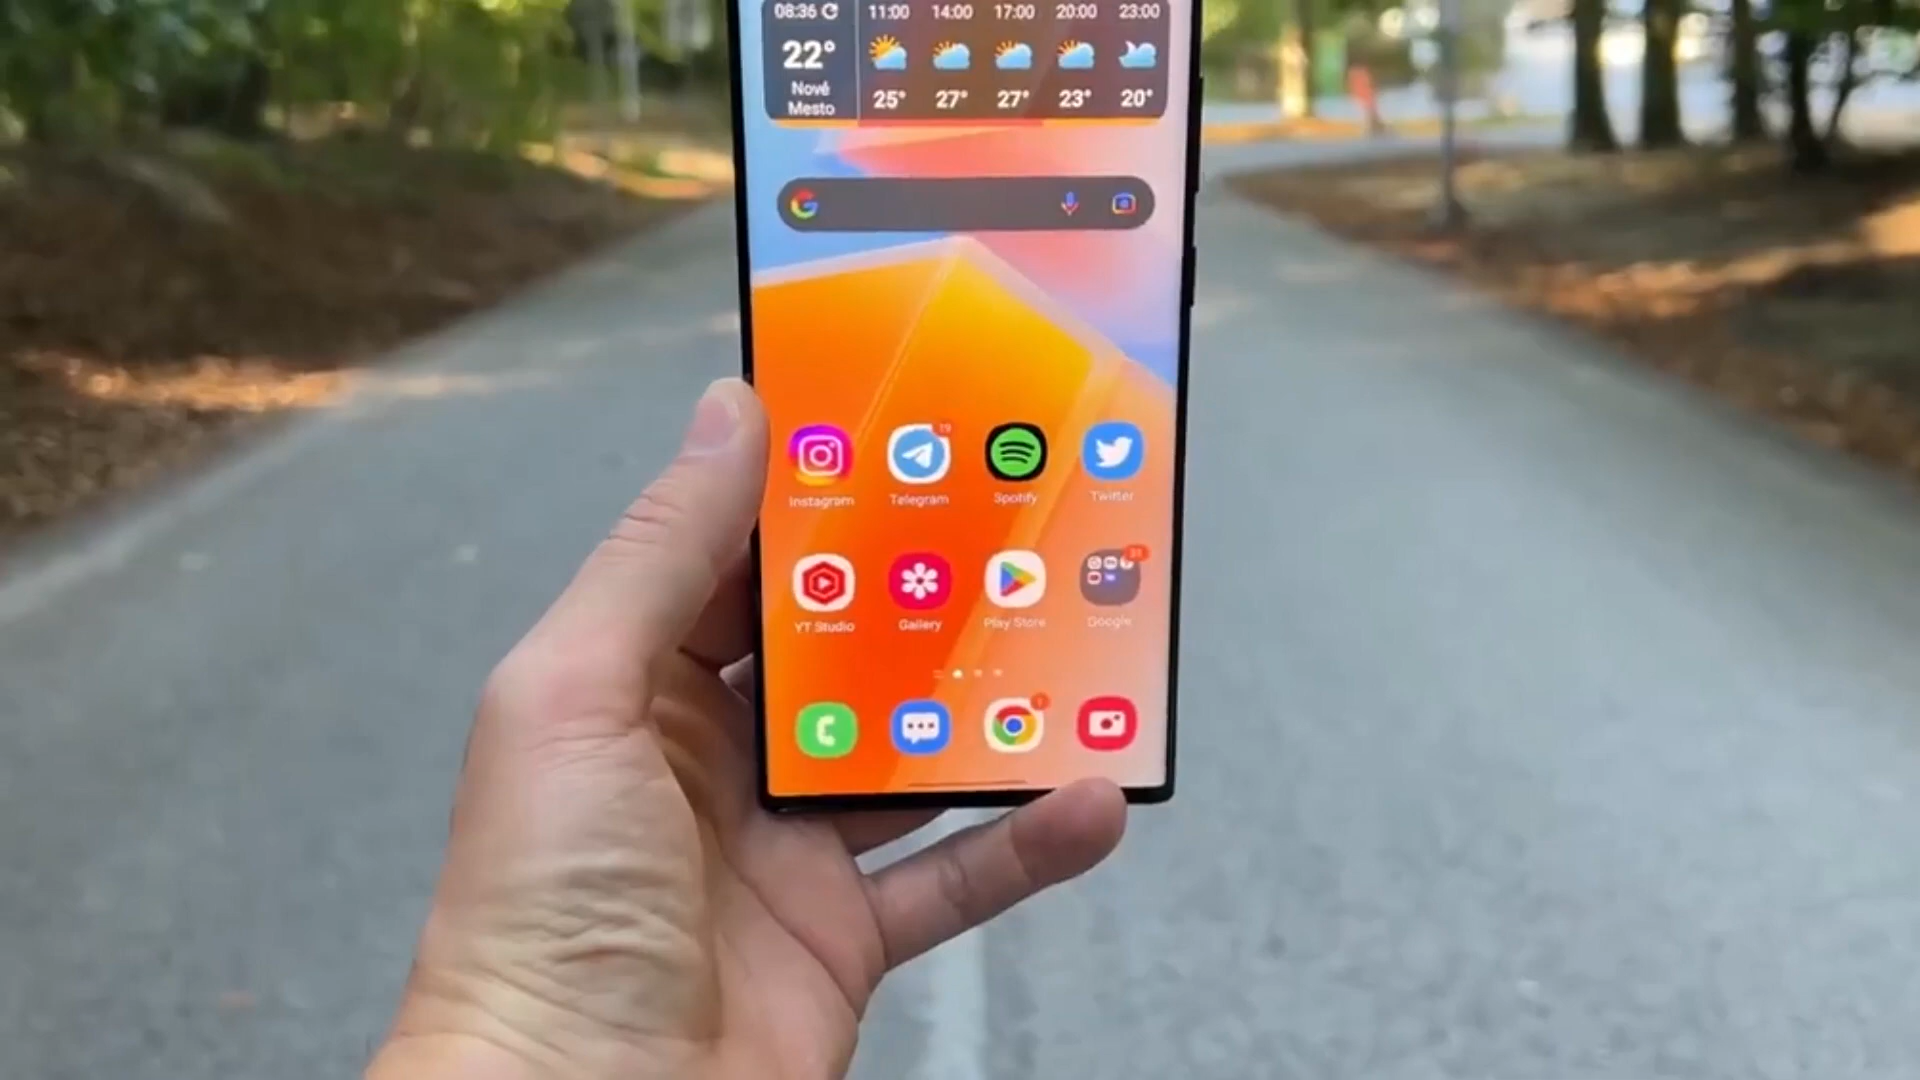 08:36 11:00 14:00 17:00 20:00 23:00
22°
Nové
Mesto
25° 27° 27° 23° 20°
19
Instagram Telegram Spotify Twitter
YT Studio Gallery Play Store Google